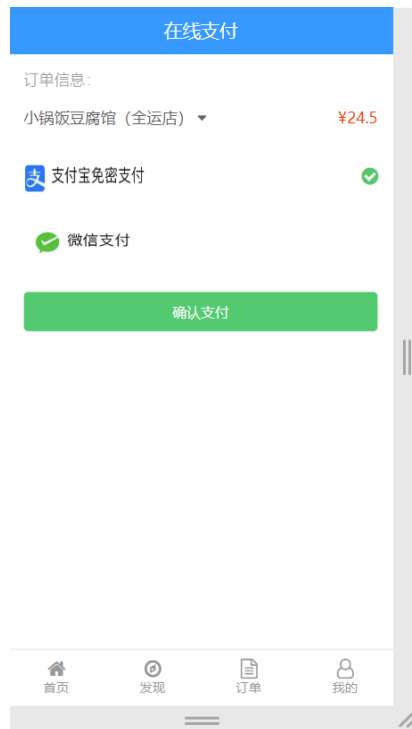 在线支付
订单信息:
小锅饭豆腐馆（全运店） ¥24.5
支 支付宝免密支付
微信支付
确认支付
首页 发现 订单 我的